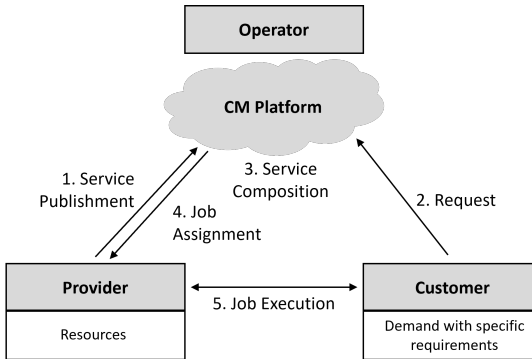 Operator
CM Platform
1. Service
Publishment
3. Service
Composition
2. Request
4. Job
Assignment
Provider
Resources
5. Job Execution
Customer
Demand with specific
requirements